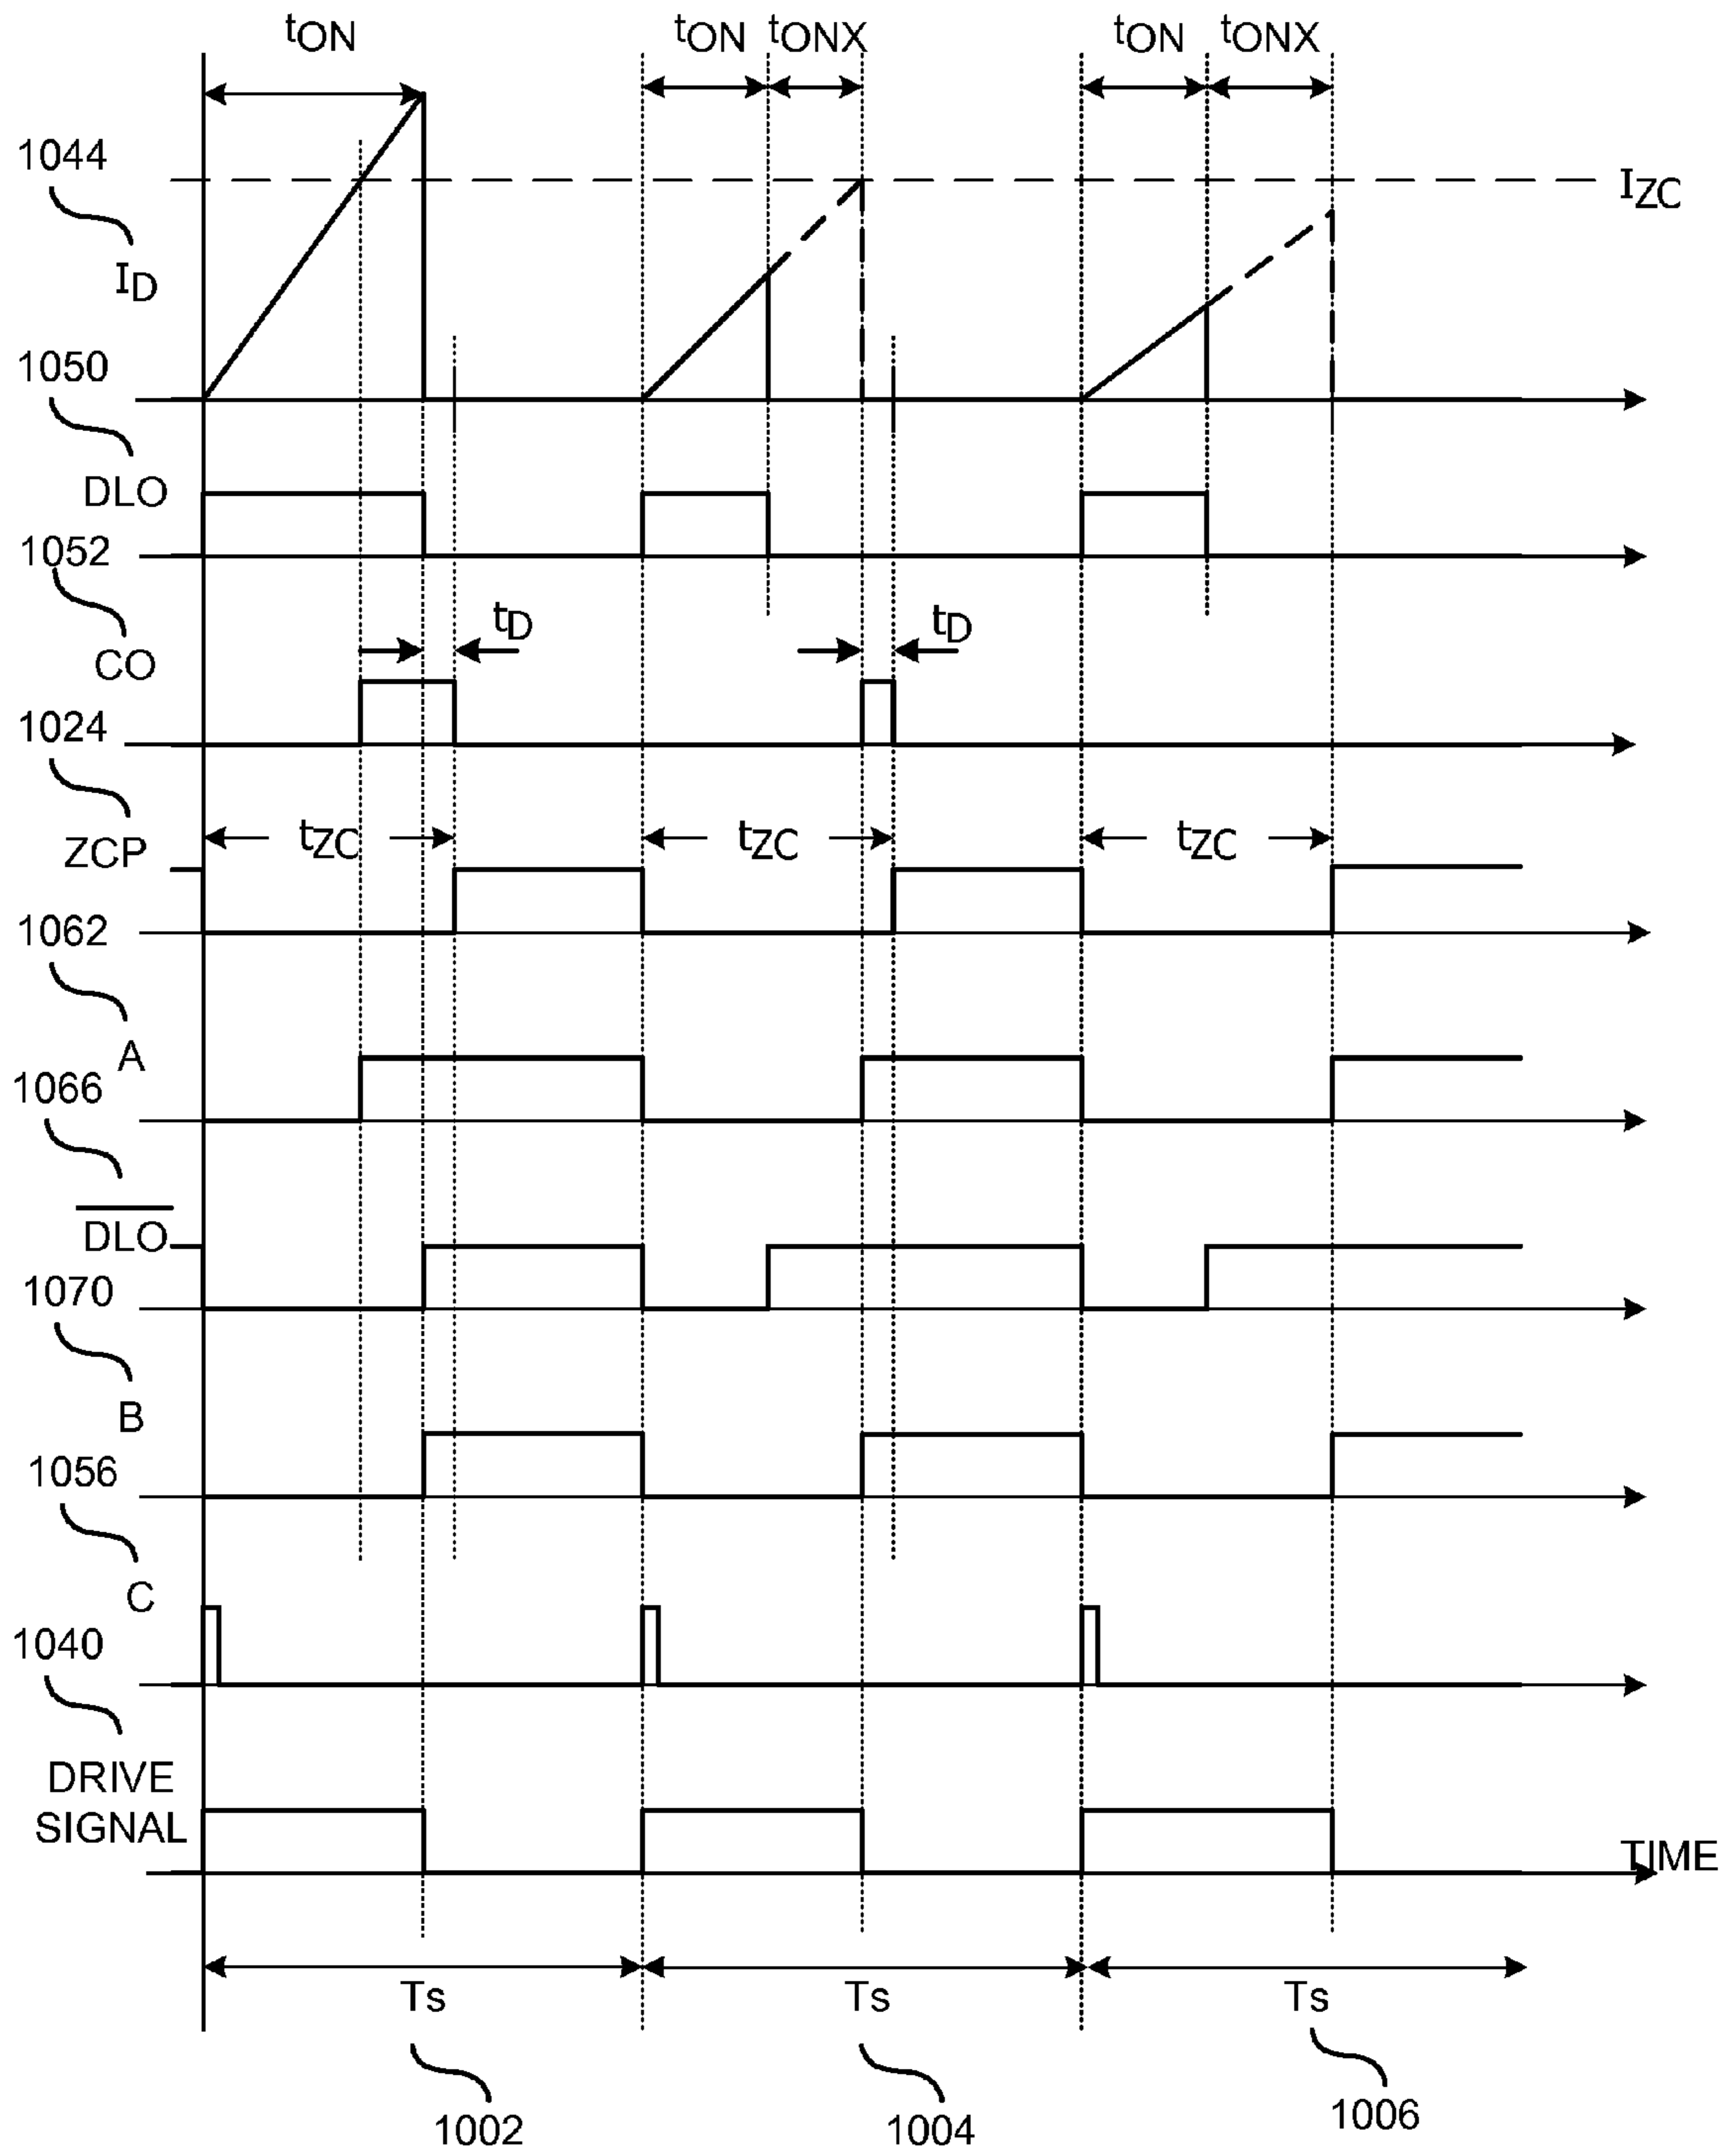 tON tON tONX tON tONX
1044
IZC
ID
1050
DLO
1052
tD tD
CO
1024
tZC tZC tZC
ZCP
1062
A
1066
DLO
1070
B
1056
C
1040
DRIVE
SIGNAL
TIME
Ts Ts Ts
1002 1004 1006